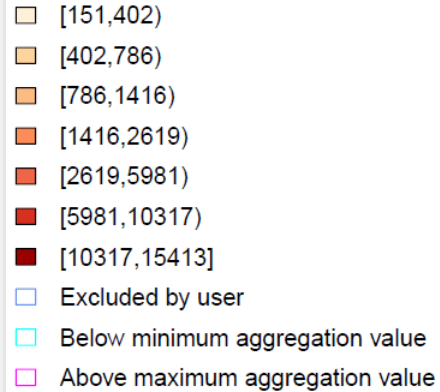 [151,402)
[402,786)
[786,1416)
[1416,2619)
[2619,5981)
[5981,10317)
[10317,15413]
Excluded by user
Below minimum aggregation value
Above maximum aggregation value